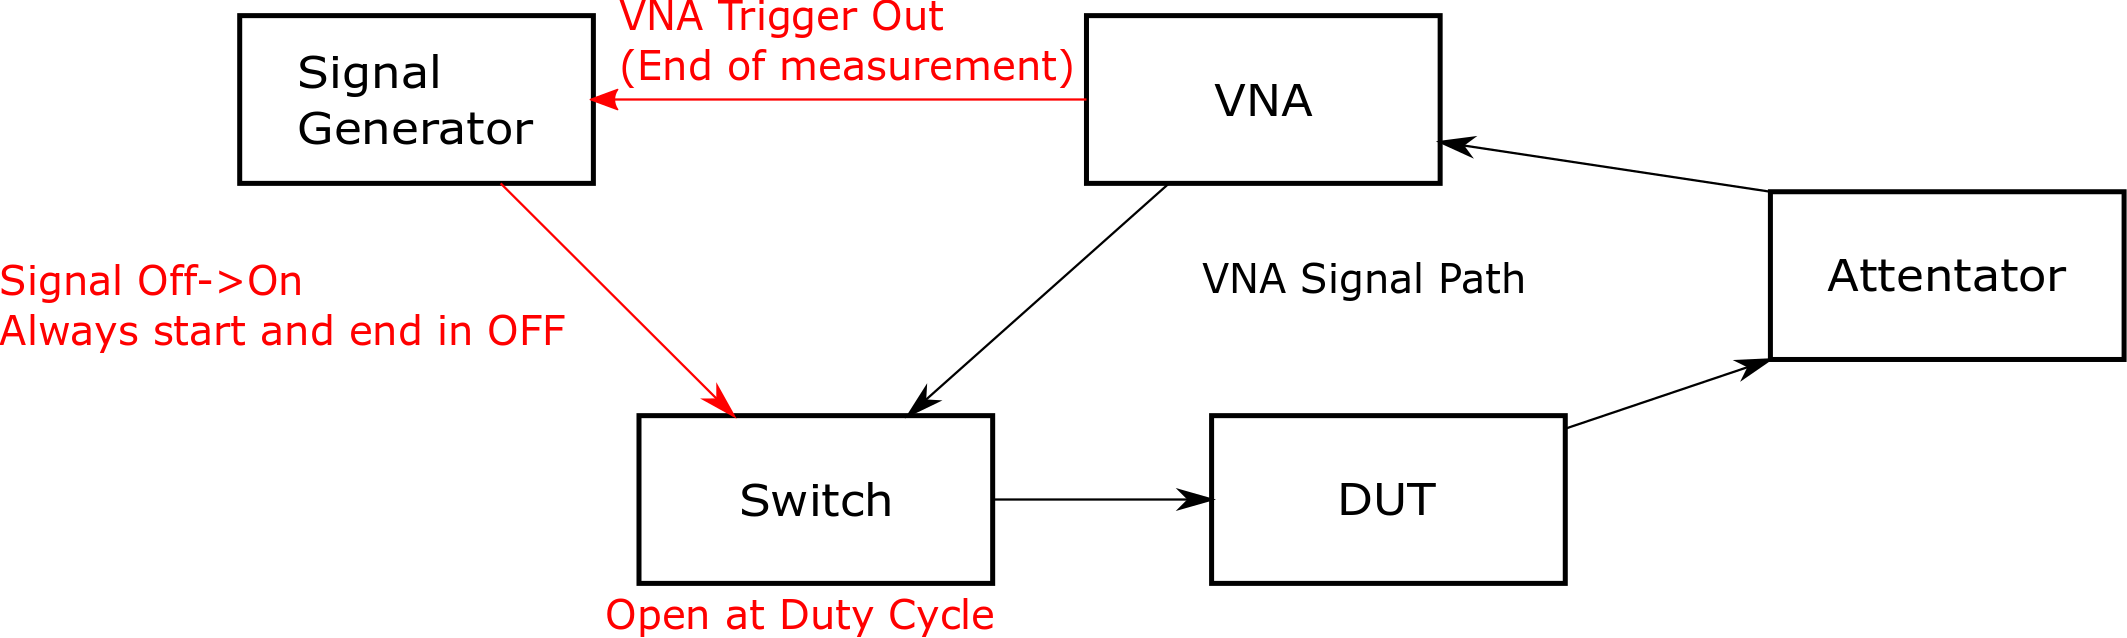 VNA Trigger Out
(End of measurement)
Signal
Generator
VNA
Signal Off->On
Always start and end in OFF
VNA Signal Path
Attentator
Switch
DUT
Open at Duty Cycle